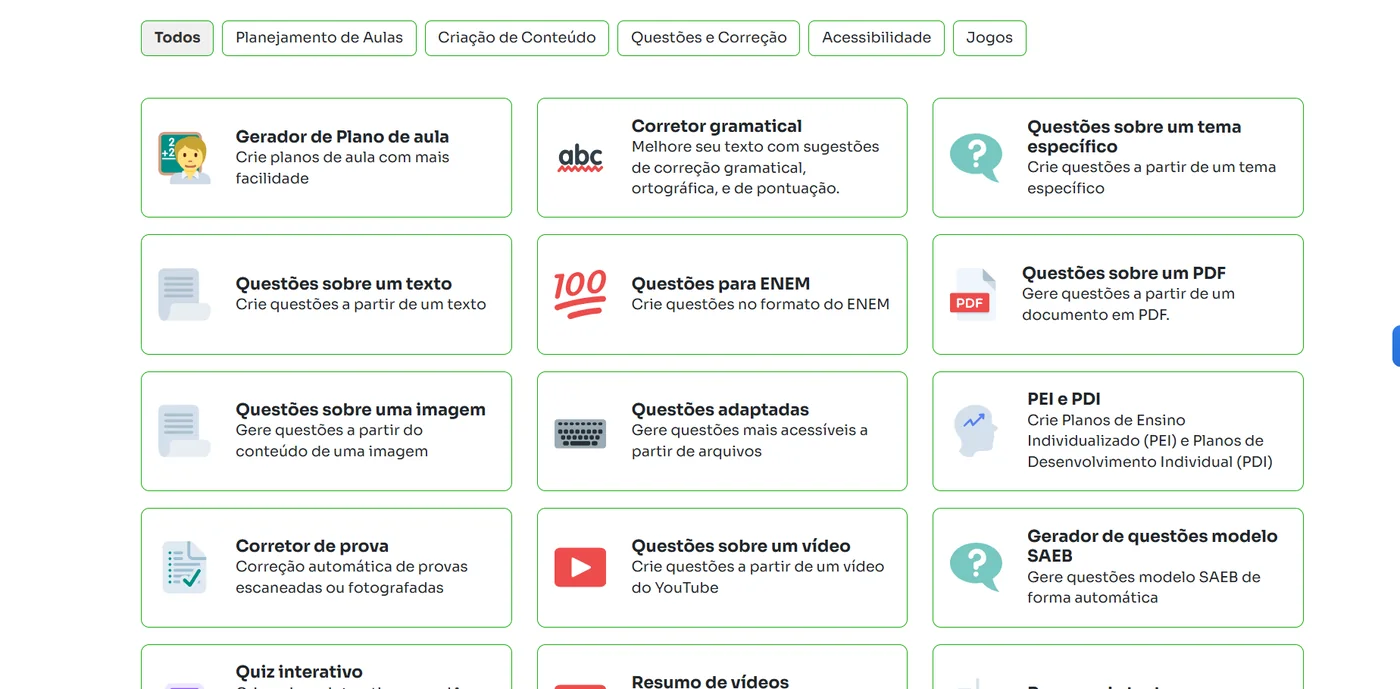 Todos
Planejamento de Aulas
Criação de Conteúdo
Questões e Correção
Acessibilidade
Jogos
2
+2
Gerador de Plano de aula
Crie planos de aula com mais
facilidade
abc
Corretor gramatical
Melhore seu texto com sugestões
de correção gramatical,
ortográfica, e de pontuação.
?
Questões sobre um tema
específico
Crie questões a partir de um tema
específico
Questões sobre um texto
Crie questões a partir de um texto
100
Questões para ENEM
Crie questões no formato do ENEM
PDF
Questões sobre um PDF
Gere questões a partir de um
documento em PDF.
Questões sobre uma imagem
Gere questões a partir do
conteúdo de uma imagem
Questões adaptadas
Gere questões mais acessíveis a
partir de arquivos
PEI e PDI
Crie Planos de Ensino
Individualizado (PEI) e Planos de
Desenvolvimento Individual (PDI)
Corretor de prova
Correção automática de provas
escaneadas ou fotografadas
Questões sobre um vídeo
Crie questões a partir de um vídeo
do YouTube
?
Gerador de questões modelo
SAEB
Gere questões modelo SAEB de
forma automática
Quiz interativo
Resumo de vídeos